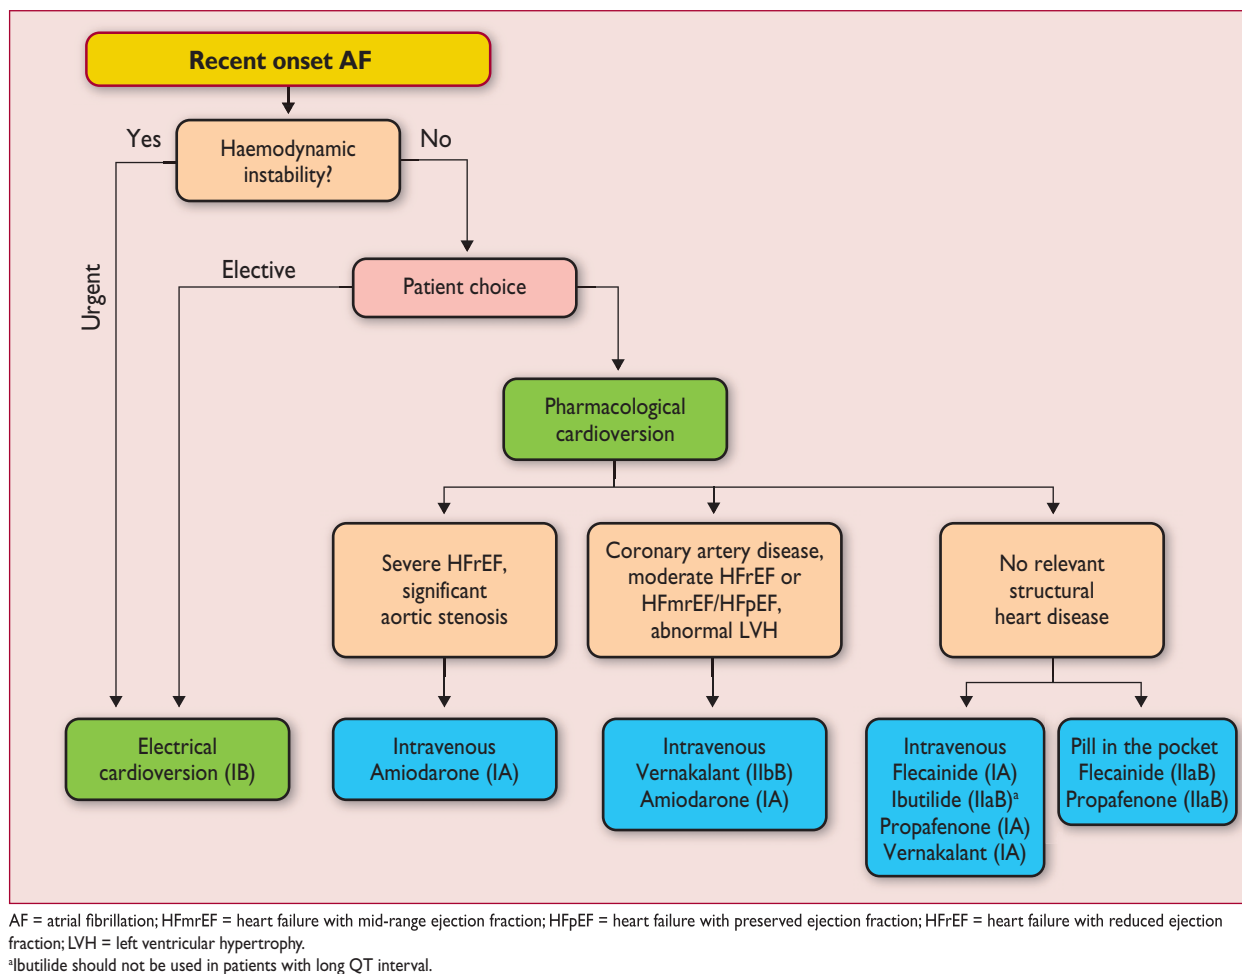 Recent onset AF
Yes
Haemodynamic
instability?
No
Urgent
Elective
Patient choice
Pharmacological
cardioversion
Severe HFrEF,
significant
aortic stenosis
Coronary artery disease,
moderate HFrEF or
HFmrEF/HFpEF,
abnormal LVH
No relevant
structural
heart disease
Electrical
cardioversion (IB)
Intravenous
Amiodarone (IA)
Intravenous
Vernakalant (IIbB)
Amiodarone (IA)
Intravenous
Flecainide (IA)
Ibutilide (IIaB)ᵃ
Propafenone (IA)
Vernakalant (IA)
Pill in the pocket
Flecainide (IIaB)
Propafenone (IIaB)
AF = atrial fibrillation; HFmrEF = heart failure with mid-range ejection fraction; HFpEF = heart failure with preserved ejection fraction; HFrEF = heart failure with reduced ejection
fraction; LVH = left ventricular hypertrophy.
ᵃIbutilide should not be used in patients with long QT interval.